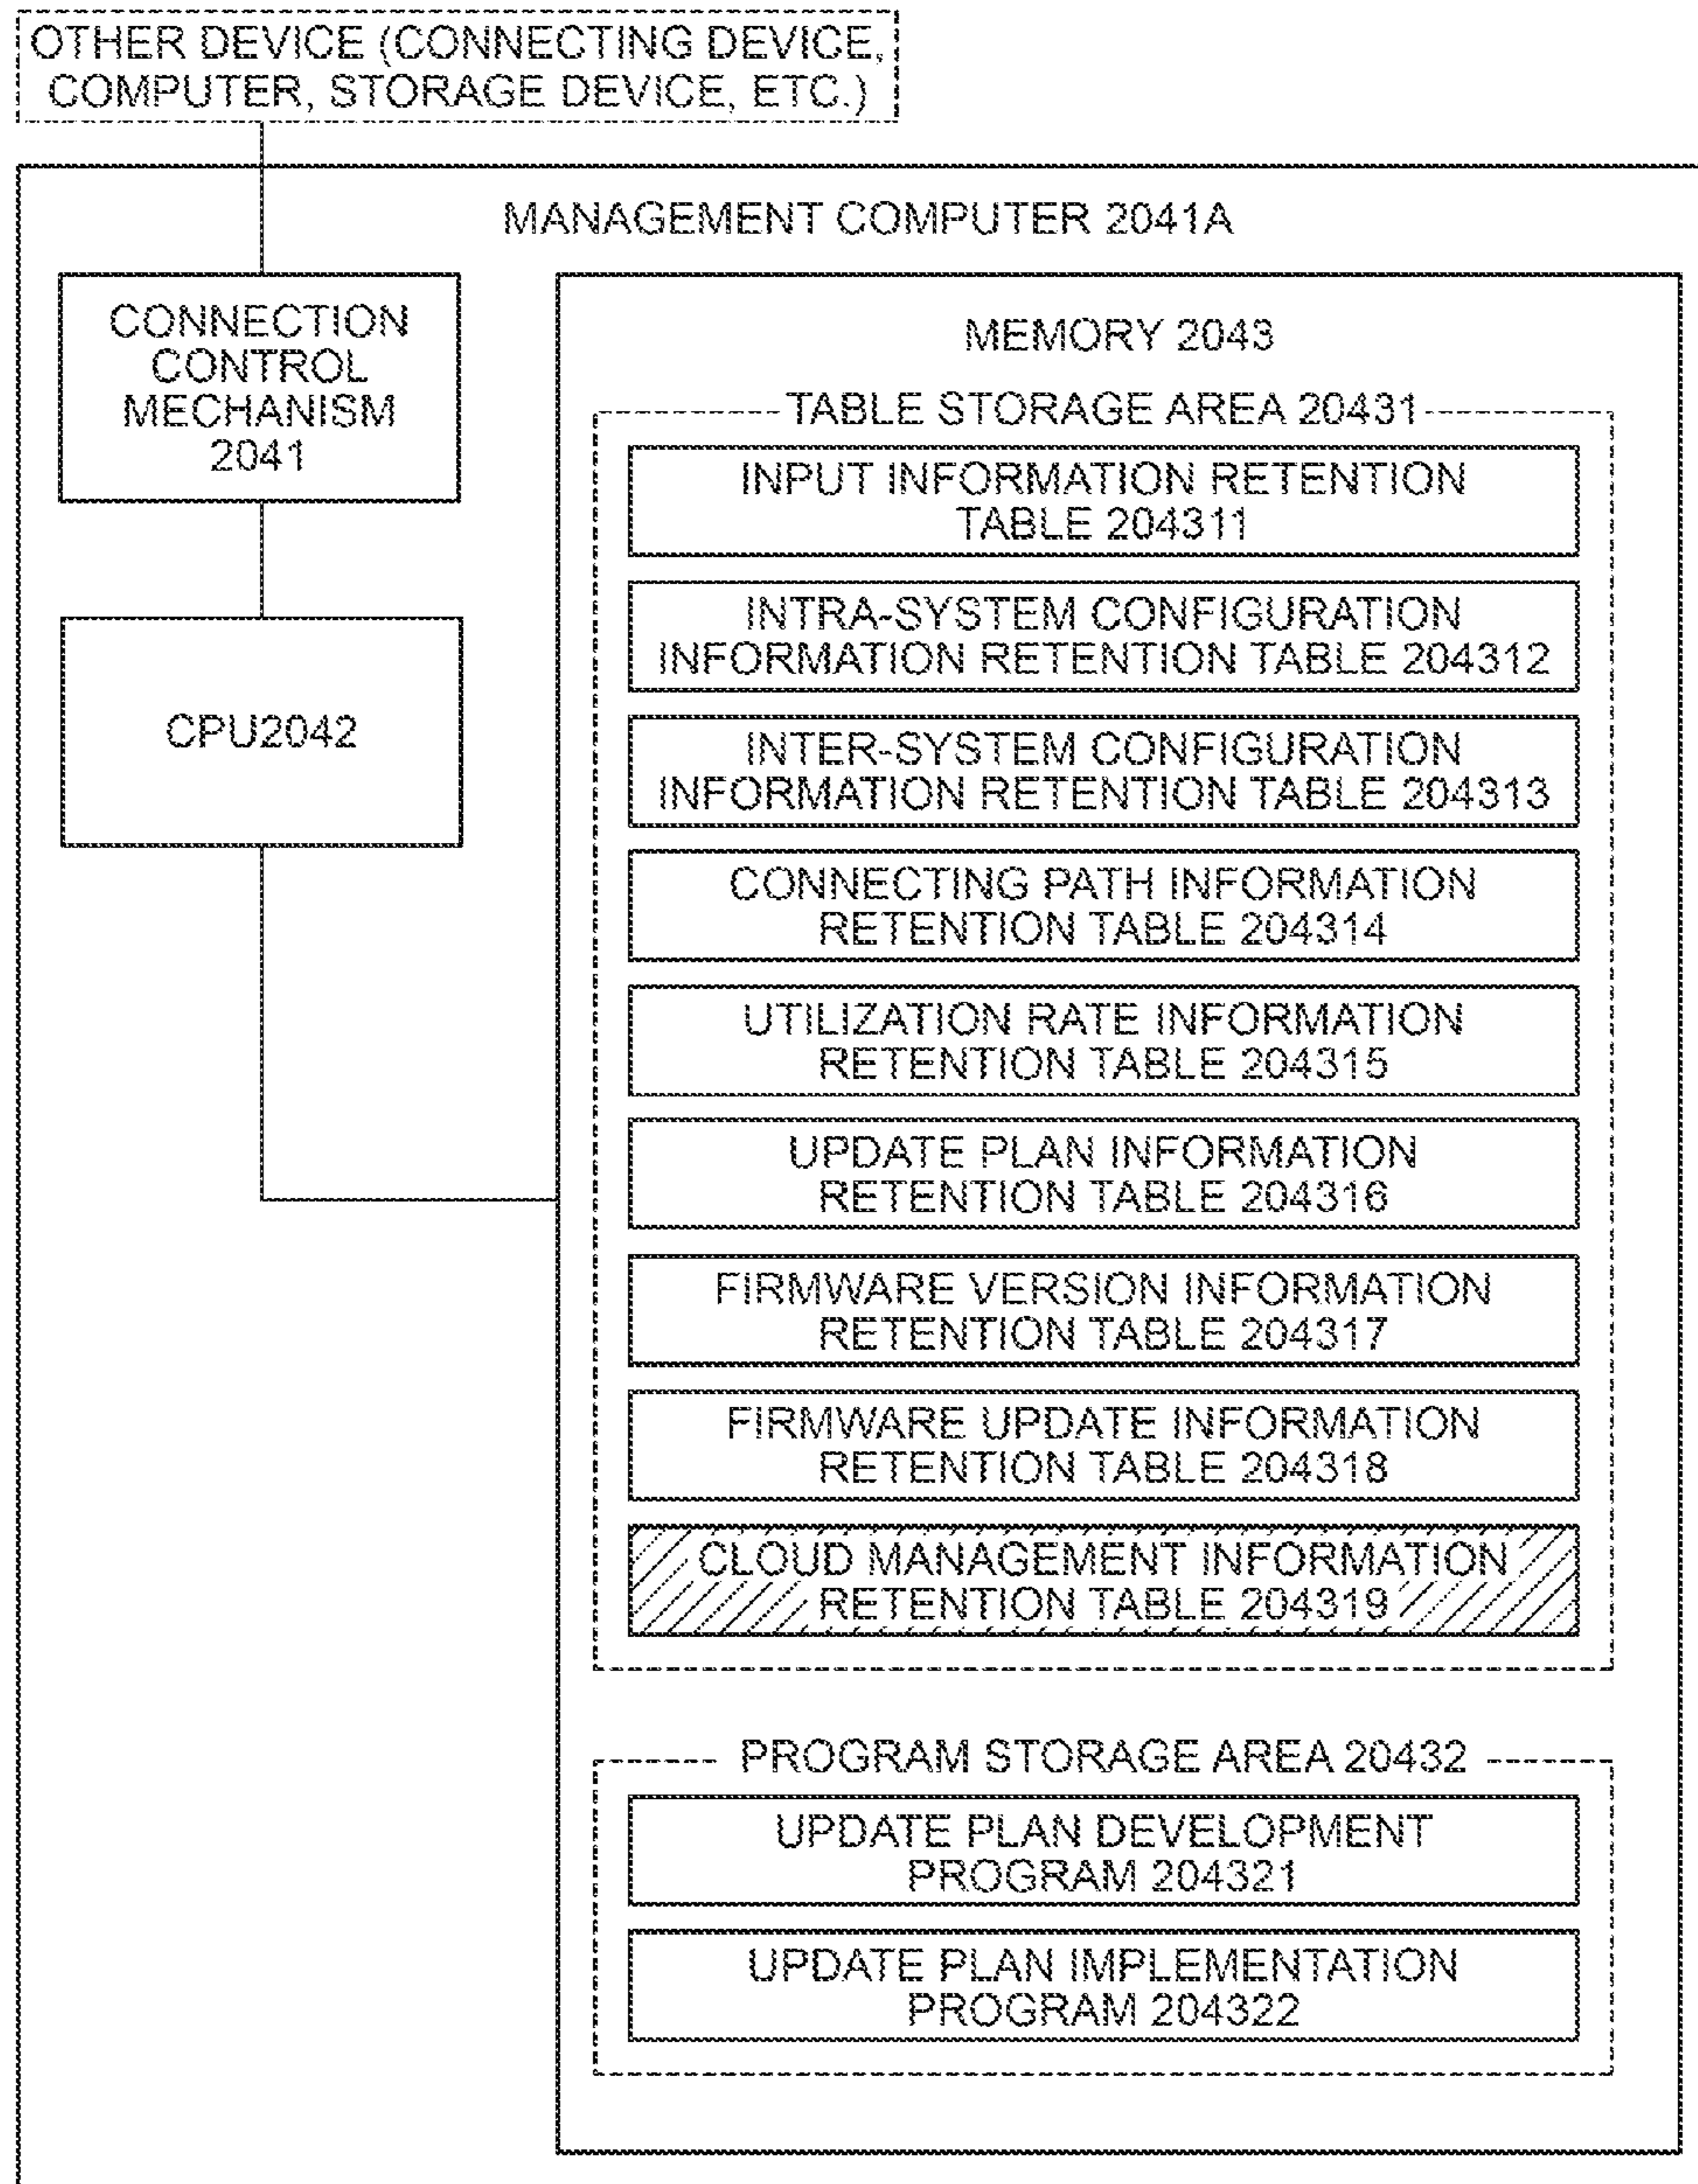 OTHER DEVICE (CONNECTING DEVICE,
COMPUTER, STORAGE DEVICE, ETC.)
MANAGEMENT COMPUTER 2041A
CONNECTION
CONTROL
MECHANISM
2041
CPU2042
MEMORY 2043
TABLE STORAGE AREA 20431
INPUT INFORMATION RETENTION
TABLE 204311
INTRA-SYSTEM CONFIGURATION
INFORMATION RETENTION TABLE 204312
INTER-SYSTEM CONFIGURATION
INFORMATION RETENTION TABLE 204313
CONNECTING PATH INFORMATION
RETENTION TABLE 204314
UTILIZATION RATE INFORMATION
RETENTION TABLE 204315
UPDATE PLAN INFORMATION
RETENTION TABLE 204316
FIRMWARE VERSION INFORMATION
RETENTION TABLE 204317
FIRMWARE UPDATE INFORMATION
RETENTION TABLE 204318
CLOUD MANAGEMENT INFORMATION
RETENTION TABLE 204319
PROGRAM STORAGE AREA 20432
UPDATE PLAN DEVELOPMENT
PROGRAM 204321
UPDATE PLAN IMPLEMENTATION
PROGRAM 204322